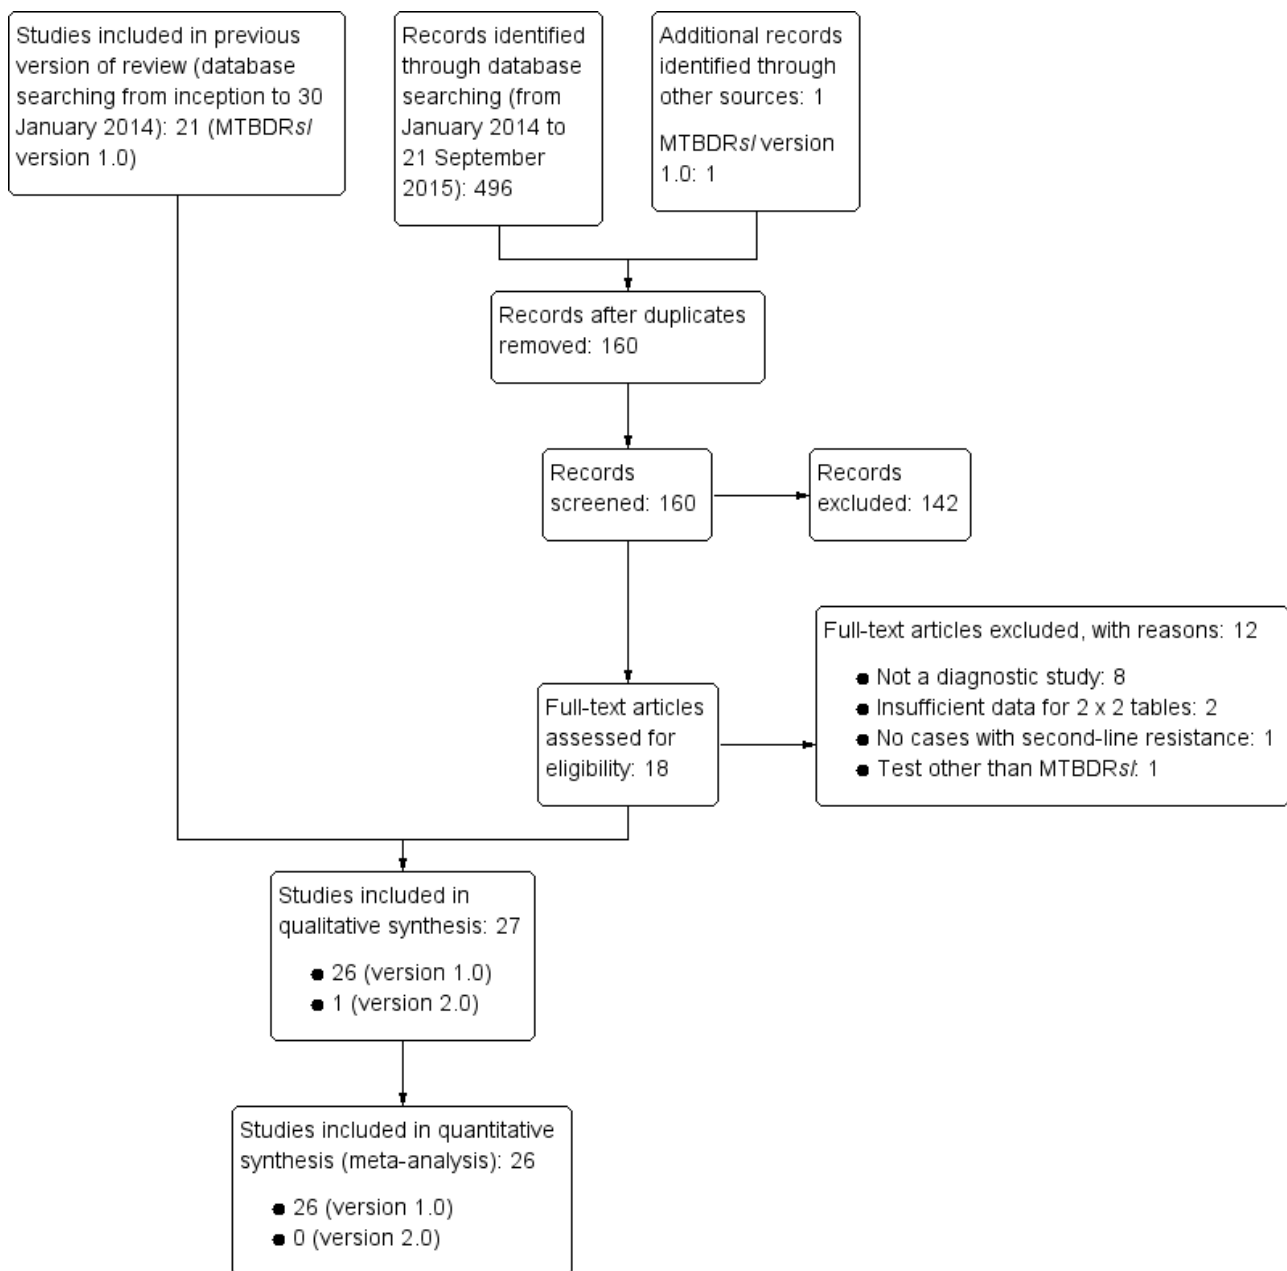 Studies included in previous
version of review (database
searching from inception to 30
January 2014): 21 (MTBDRsl
version 1.0)
Records identified
through database
searching (from
January 2014 to
21 September
2015): 496
Additional records
identified through
other sources: 1
MTBDRsl version
1.0: 1
Records after duplicates
removed: 160
Records
screened: 160
Records
excluded: 142
Full-text articles
assessed for
eligibility: 18
Full-text articles excluded, with reasons: 12
● Not a diagnostic study: 8
● Insufficient data for 2 x 2 tables: 2
● No cases with second-line resistance: 1
● Test other than MTBDRsl: 1
Studies included in
qualitative synthesis: 27
● 26 (version 1.0)
● 1 (version 2.0)
Studies included in quantitative
synthesis (meta-analysis): 26
● 26 (version 1.0)
● 0 (version 2.0)